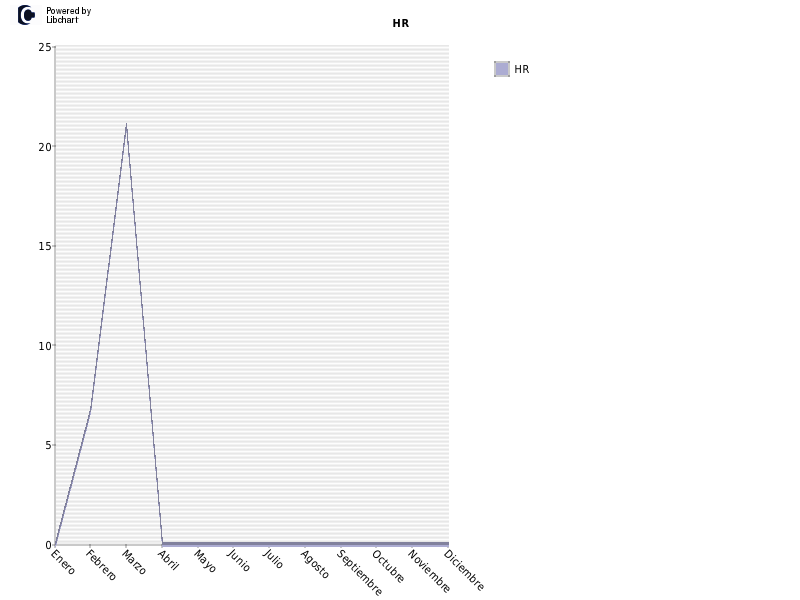 Powered by
Libchart
HR
25
20
15
10
5
0
HR
Enero
Febrero
Marzo
Abril
Mayo
Junio
Julio
Agosto
Septiembre
Octubre
Noviembre
Diciembre